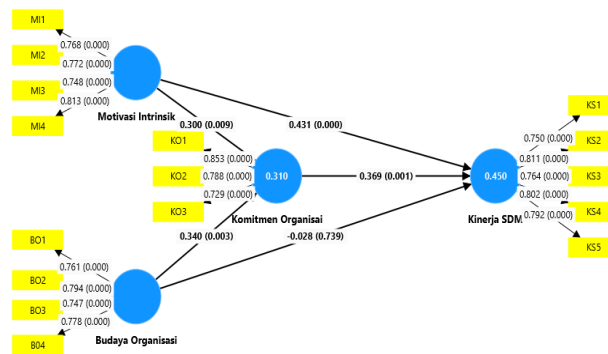 MI1
0.768 (0.000)
MI2
0.772 (0.000)
MI3
0.748 (0.000)
0.813 (0.000)
MI4
Motivasi Intrinsik
0.300 (0.009)
0.431 (0.000)
KO1
0.853 (0.000)
KO2
0.788 (0.000)
0.729 (0.000)
KO3
0.310
Komitmen Organisai
0.369 (0.001)
0.340 (0.003)
-0.028 (0.739)
KS1
0.750 (0.000)
KS2
0.811 (0.000)
0.450
0.764 (0.000)
KS3
0.802 (0.000)
KS4
0.792 (0.000)
Kinerja SDM
KS5
BO1
0.761 (0.000)
BO2
0.794 (0.000)
BO3
0.747 (0.000)
0.778 (0.000)
B04
Budaya Organisasi